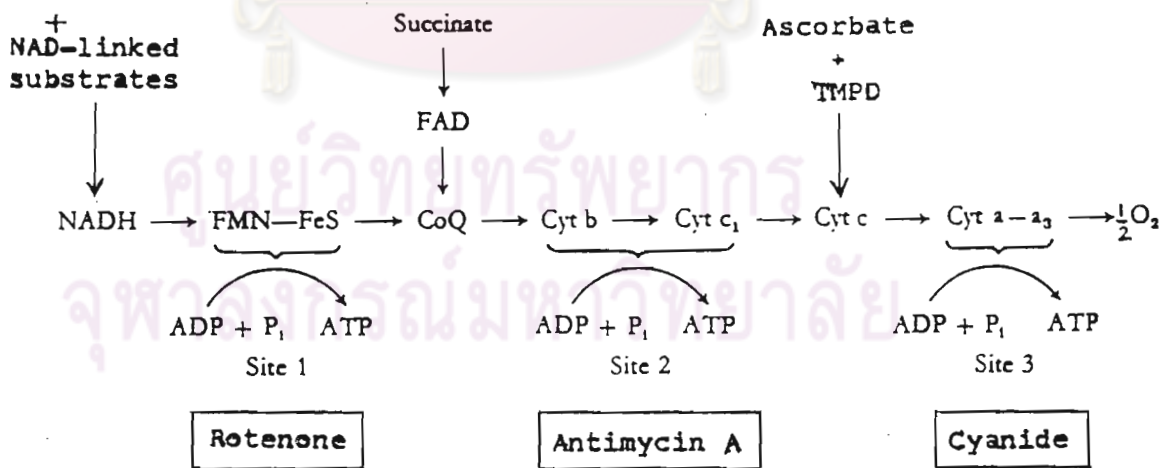 +
NAD-linked
substrates
Succinate
Ascorbate
+
TMPD
FAD
ศูนย์วิทยทรัพยากร
NADH → FMN—FeS → CoQ → Cyt b → Cyt c₁ → Cyt c → Cyt a – a₃ → ½O₂
จุฬาลงกรณ์มหาวิทยาลัย
ADP + Pᵢ ATP ADP + Pᵢ ATP ADP + Pᵢ ATP
Site 1 Site 2 Site 3
Rotenone Antimycin A Cyanide